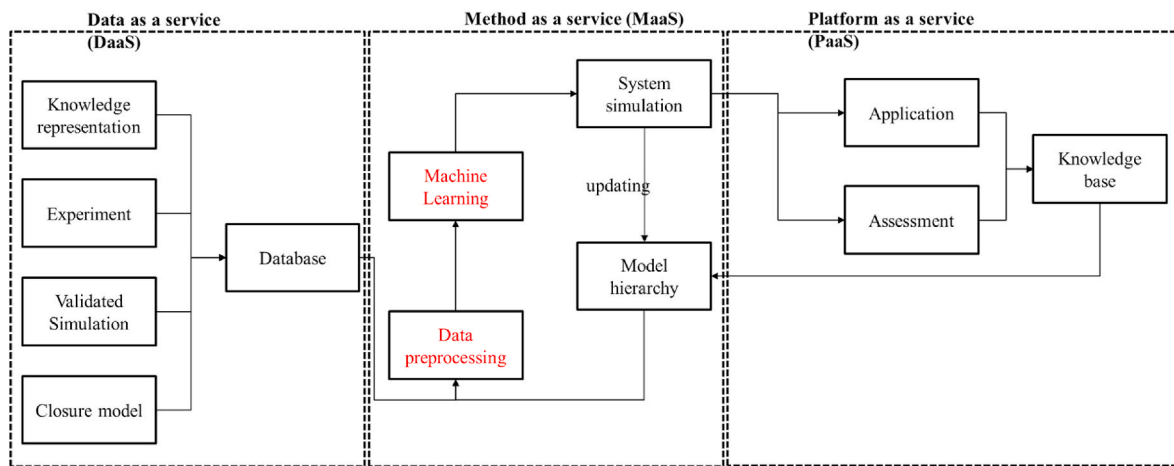 Data as a service
(DaaS)
Method as a service (MaaS)
Platform as a service
(PaaS)
Knowledge
representation
Experiment
Validated
Simulation
Closure model
Database
Machine
Learning
Data
preprocessing
System
simulation
updating
Model
hierarchy
Application
Assessment
Knowledge
base